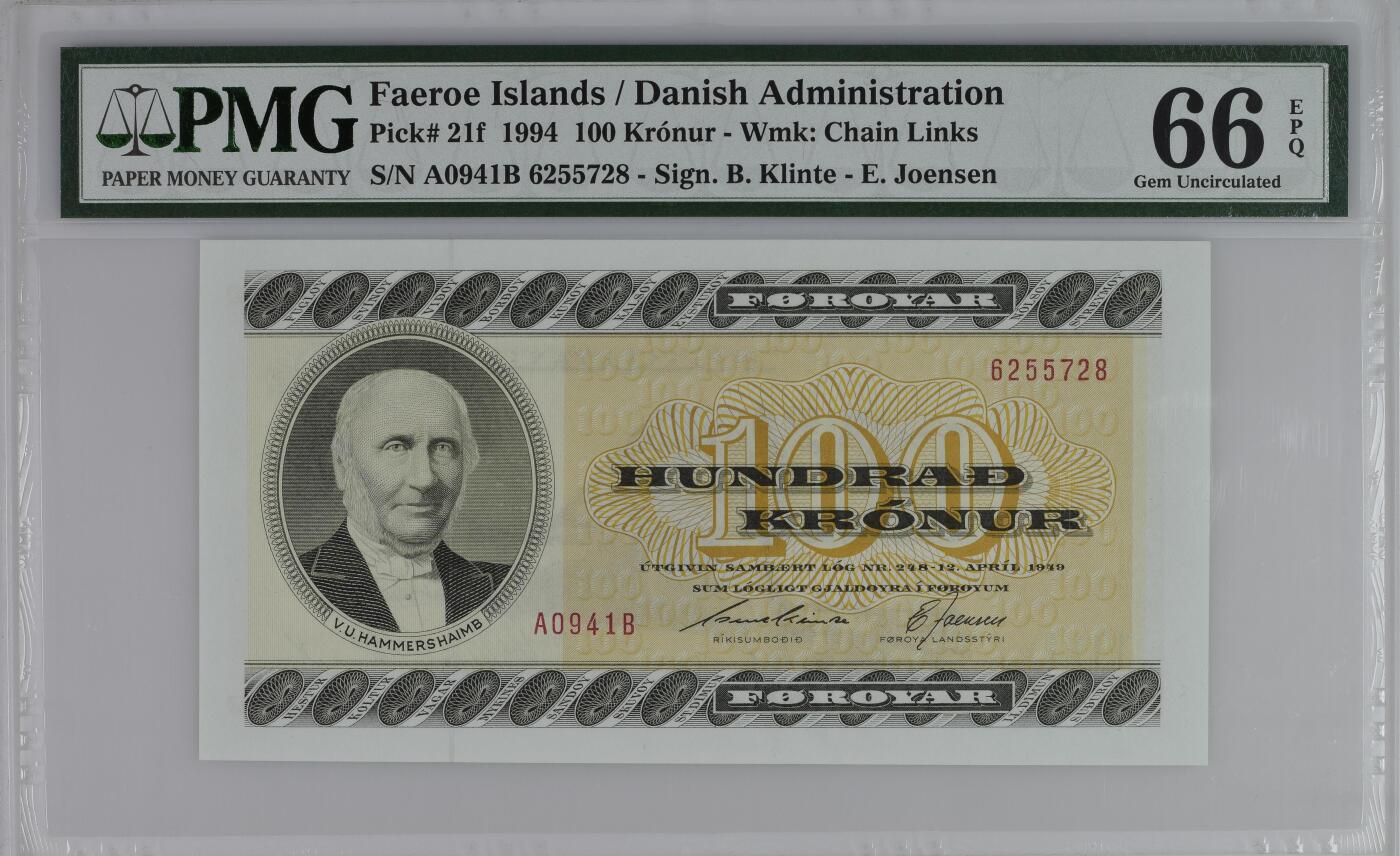 PMG
PAPER MONEY GUARANTY
Faeroe Islands / Danish Administration
Pick# 21f 1994 100 Krónur - Wmk: Chain Links
S/N A0941B 6255728 - Sign. B. Klinte - E. Joensen
66
EPQ
Gem Uncirculated
FØROYAR
6255728
100
HUNDRAÐ
KRÓNUR
ÚTGIVIN SAMBÆRT LÓG NR. 248-12. APRÍL 1949
SUM LÓGLIGT GJALDOYRA Í FØROYUM
A0941B
RÍKISUMBOÐIÐ
FØROYA LANDSSTÝRI
V. U. HAMMERSHAIMB
FØROYAR